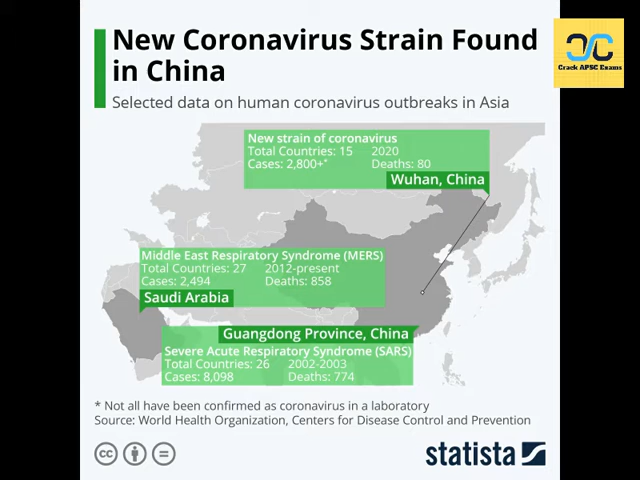 New Coronavirus Strain Found
in China
Crack APSC Exams
Selected data on human coronavirus outbreaks in Asia
New strain of coronavirus
Total Countries: 15 2020
Cases: 2,800+* Deaths: 80
Wuhan, China
Middle East Respiratory Syndrome (MERS)
Total Countries: 27 2012-present
Cases: 2,494 Deaths: 858
Saudi Arabia
Guangdong Province, China
Severe Acute Respiratory Syndrome (SARS)
Total Countries: 26 2002-2003
Cases: 8,098 Deaths: 774
* Not all have been confirmed as coronavirus in a laboratory
Source: World Health Organization, Centers for Disease Control and Prevention
cc
statista